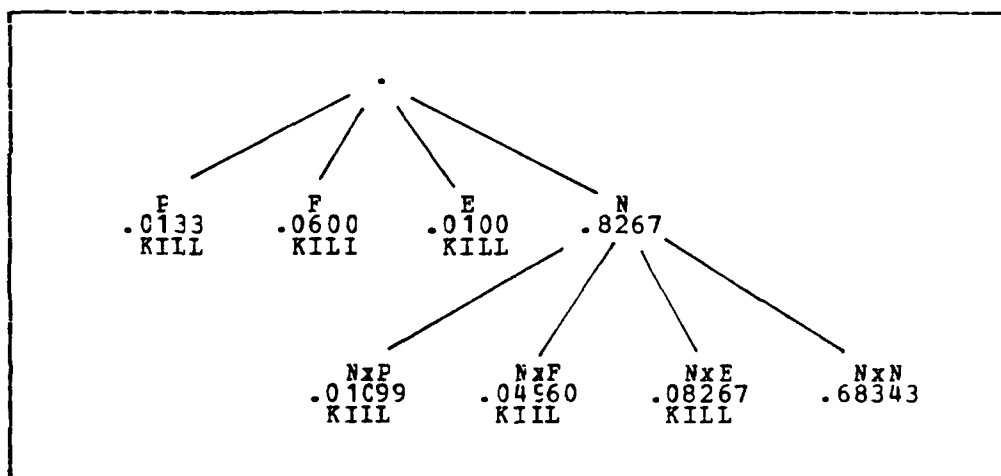 P F E N
.0133 .0600 .0100 .8267
KILL KILL KILL
NxP NxF NxE NxN
.01099 .04960 .08267 .68343
KILL KILL KILL